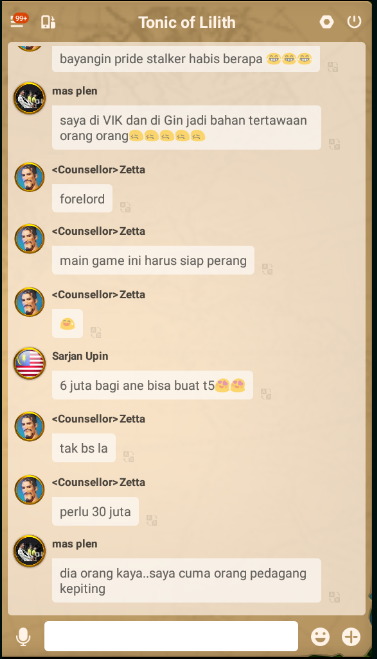 99+
Tonic of Lilith
bayangin pride stalker habis berapa 😂😂😂
mas plen
saya di VIK dan di Gin jadi bahan tertawaan
orang orang😄😄😄😄😄
<Counsellor>Zetta
forelord
<Counsellor>Zetta
main game ini harus siap perang
<Counsellor>Zetta
Sarjan Upin
6 juta bagi ane bisa buat t5😍😍
<Counsellor>Zetta
tak bs la
<Counsellor>Zetta
perlu 30 juta
mas plen
dia orang kaya..saya cuma orang pedagang
kepiting